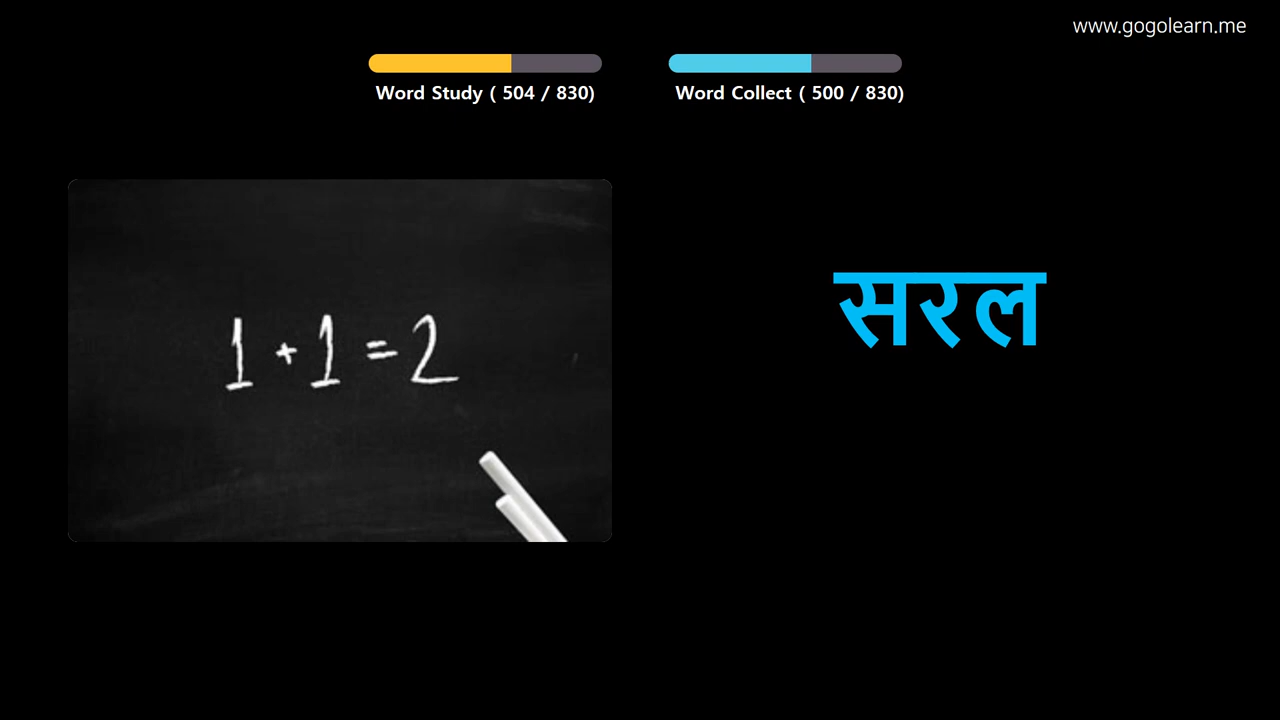 www.gogolearn.me
Word Study ( 504 / 830)
Word Collect ( 500 / 830)
सरल
1 + 1 = 2